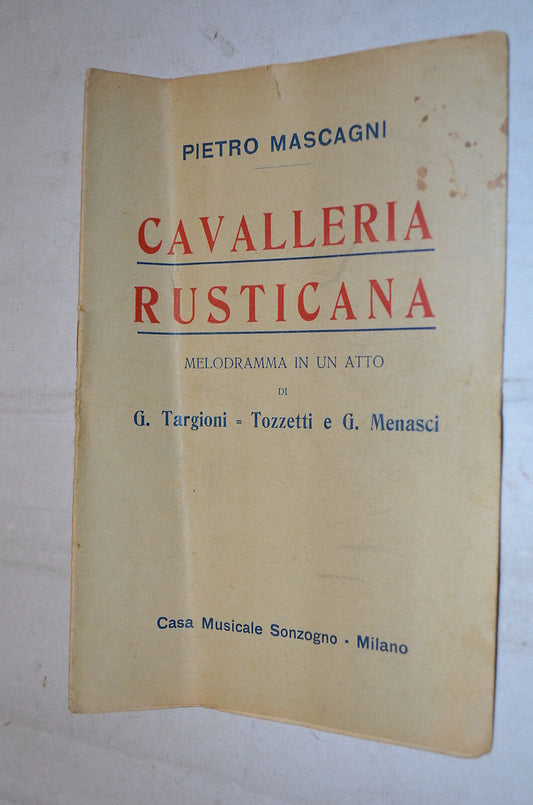 PIETRO MASCAGNI
CAVALLERIA
RUSTICANA
MELODRAMMA IN UN ATTO
DI
G. Targioni = Tozzetti e G. Menasci
Casa Musicale Sonzogno - Milano